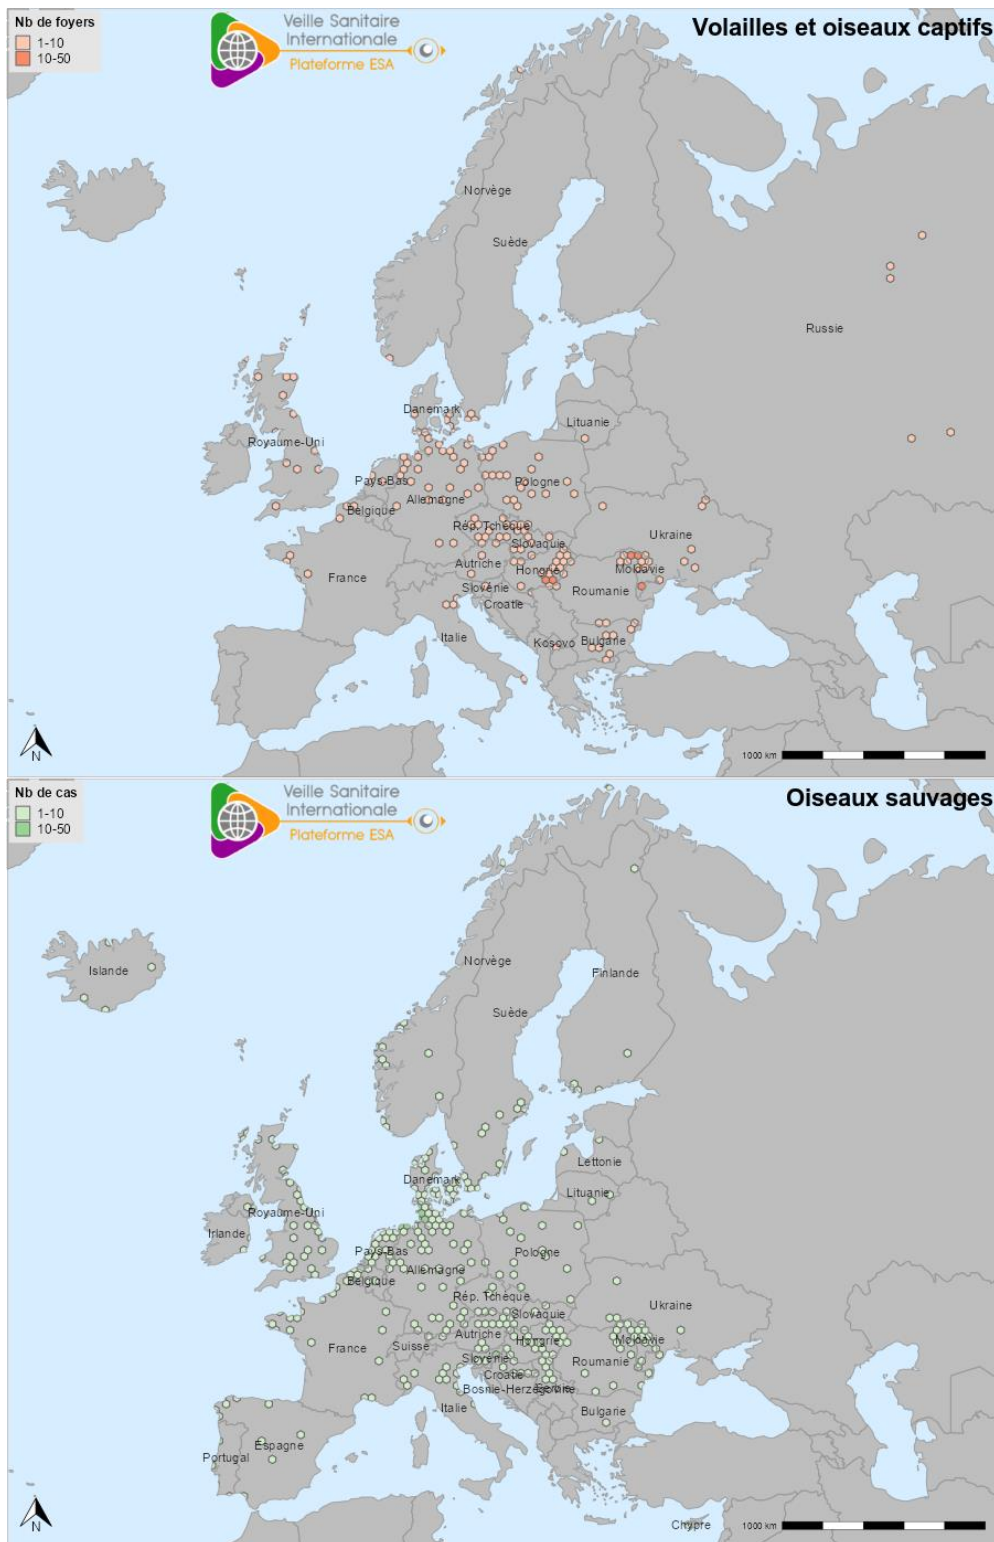 Nb de foyers
1-10
10-50
Veille Sanitaire
Internationale
Plateforme ESA
Volailles et oiseaux captifs
Norvège
Suède
Russie
Danemark
Lituanie
Royaume-Uni
Pays-Bas
Pologne
Allemagne
Belgique
Rép. Tchèque
Ukraine
Slovaquie
Autriche
Hongrie
Moldavie
France
Slovénie
Roumanie
Croatie
Italie
Kosovo
Bulgarie
N
1000 km
Nb de cas
1-10
10-50
Veille Sanitaire
Internationale
Plateforme ESA
Oiseaux sauvages
Islande
Norvège
Finlande
Suède
Lettonie
Danemark
Lituanie
Royaume-Uni
Irlande
Pays-Bas
Pologne
Allemagne
Belgique
Rép. Tchèque
Ukraine
Slovaquie
Autriche
Hongrie
Moldavie
France
Suisse
Slovénie
Roumanie
Croatie
Bosnie-Herzégovine
Italie
Bulgarie
Espagne
Portugal
Chypre
N
1000 km